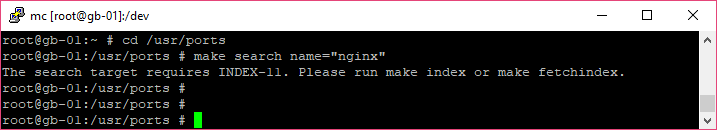 mc [root@gb-01]:/dev
root@gb-01:~ # cd /usr/ports
root@gb-01:/usr/ports # make search name="nginx"
The search target requires INDEX-11. Please run make index or make fetchindex.
root@gb-01:/usr/ports #
root@gb-01:/usr/ports #
root@gb-01:/usr/ports #